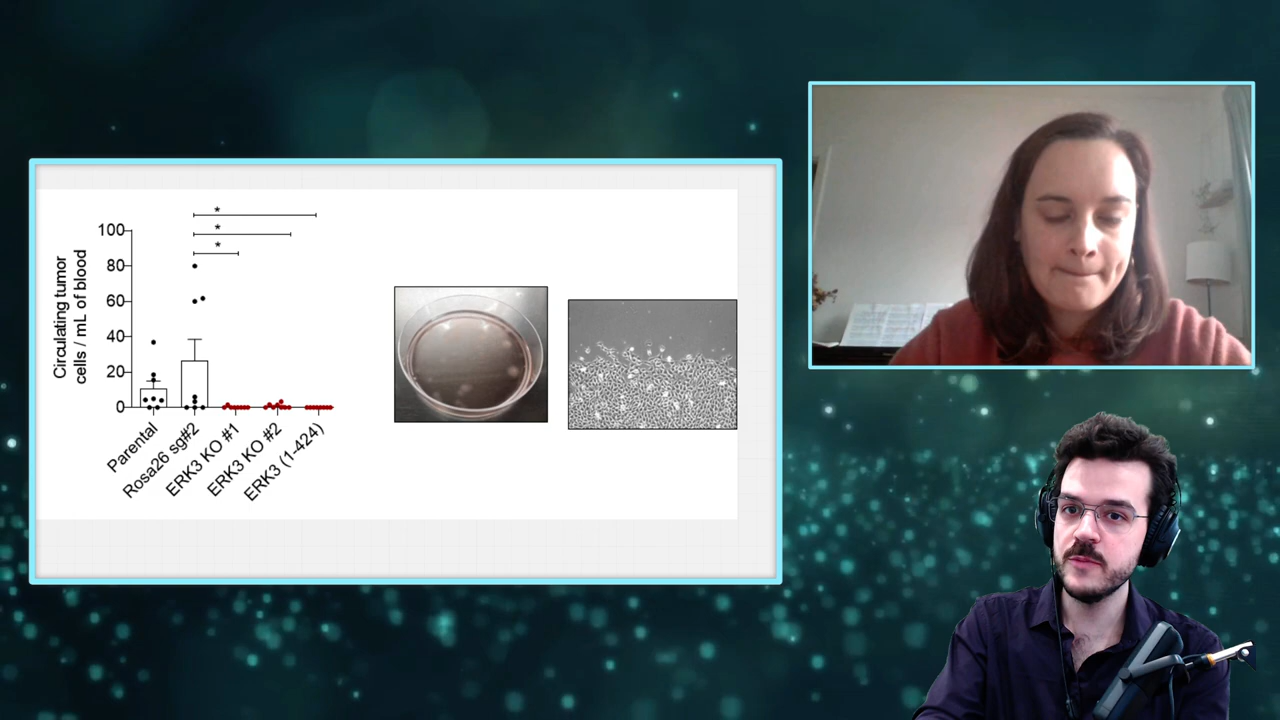 *
*
*
Circulating tumor
cells / mL of blood
100
80
60
40
20
0
Parental
Rosa26 sg#2
ERK3 KO #1
ERK3 KO #2
ERK3 (1-424)